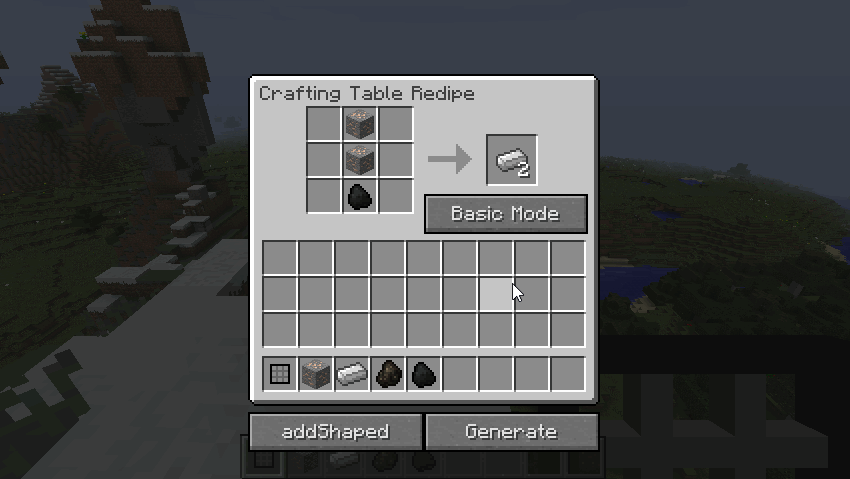 Crafting Table Redipe
2
Basic Mode
addShaped
Generate